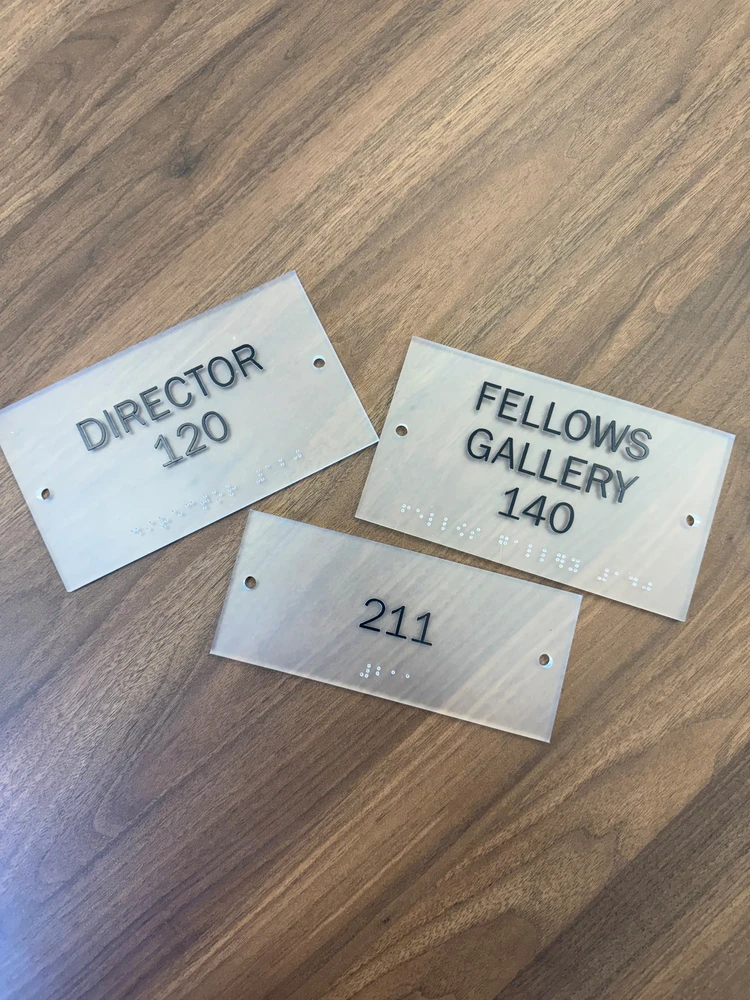 DIRECTOR
120
FELLOWS
GALLERY
140
211